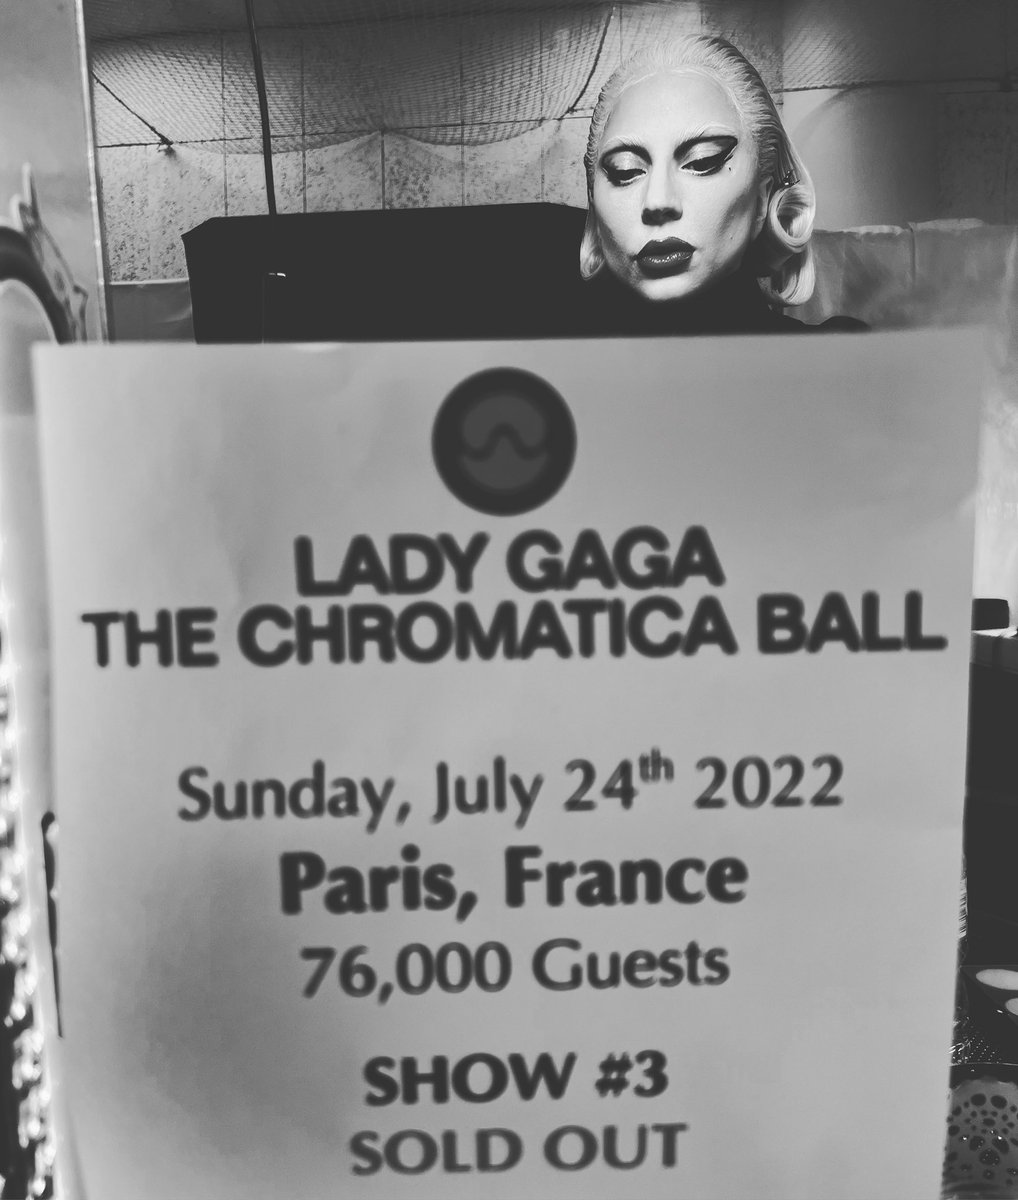 LADY GAGA
THE CHROMATICA BALL
Sunday, July 24th 2022
Paris, France
76,000 Guests
SHOW #3
SOLD OUT